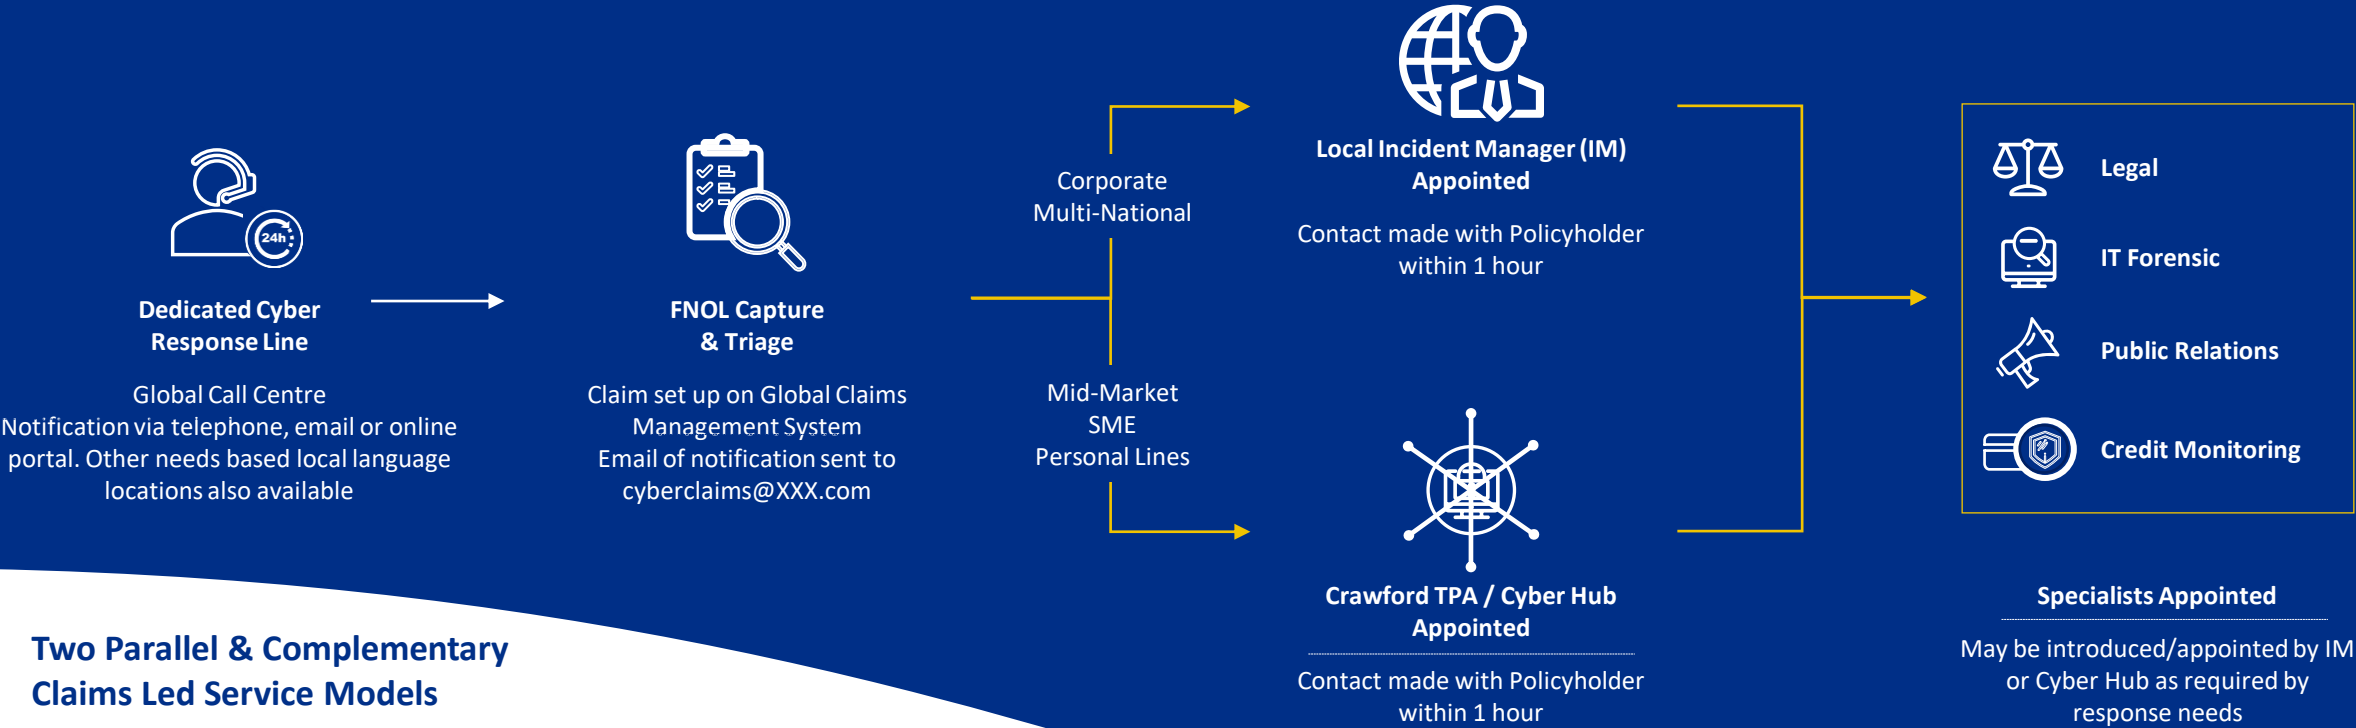 24h
Dedicated Cyber
Response Line
Global Call Centre
Notification via telephone, email or online
portal. Other needs based local language
locations also available
FNOL Capture
& Triage
Claim set up on Global Claims
Management System
Email of notification sent to
cyberclaims@XXX.com
Corporate
Multi-National
Mid-Market
SME
Personal Lines
Local Incident Manager (IM)
Appointed
Contact made with Policyholder
within 1 hour
Crawford TPA / Cyber Hub
Appointed
Contact made with Policyholder
within 1 hour
Legal
IT Forensic
Public Relations
Credit Monitoring
Specialists Appointed
May be introduced/appointed by IM
or Cyber Hub as required by
response needs
Two Parallel & Complementary
Claims Led Service Models